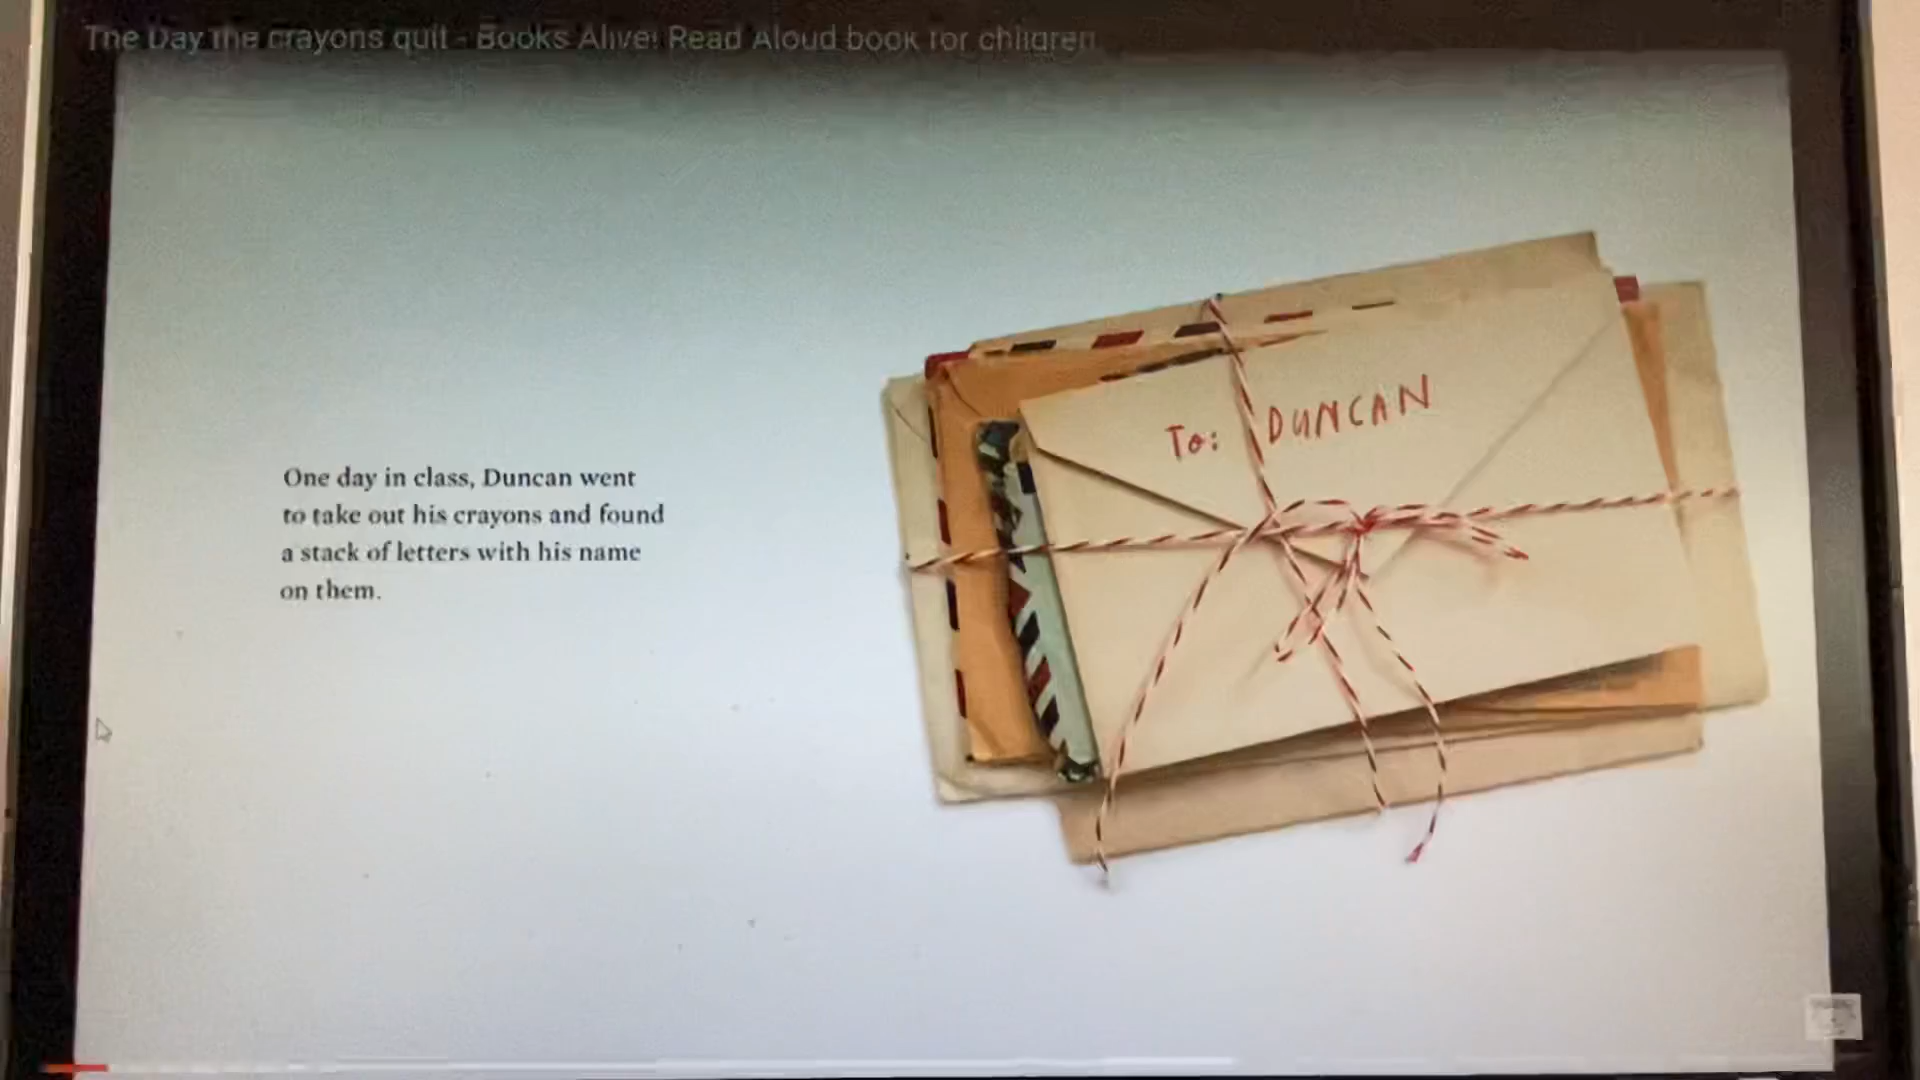 The Day the crayons quit - Books Alive! Read Aloud book for children
One day in class, Duncan went
to take out his crayons and found
a stack of letters with his name
on them.
To: DUNCAN